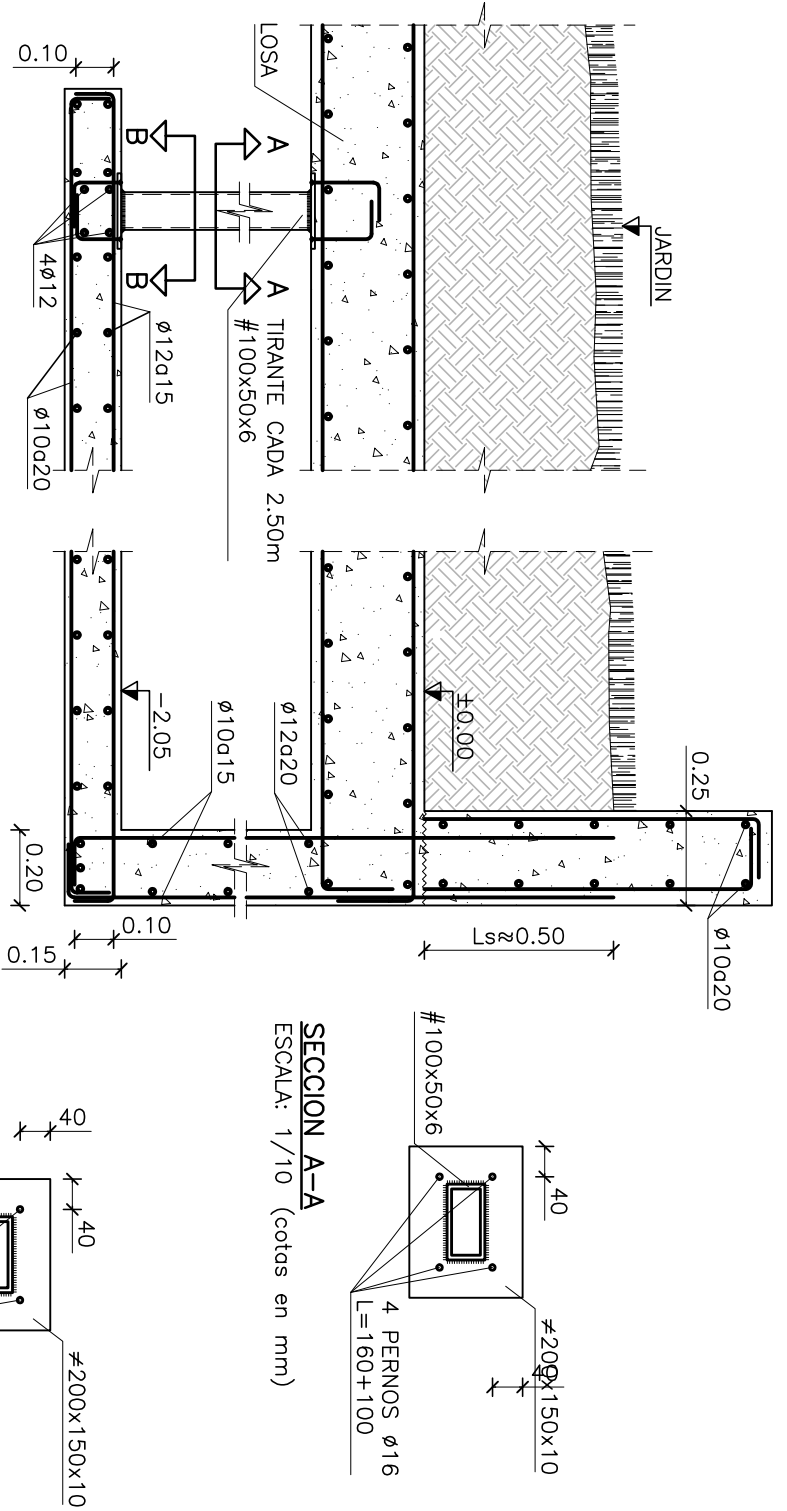 JARDIN
LOSA
0.10
A
A
B
B
4ø12
ø12a15
ø10a20
TIRANTE CADA 2.50m
#100x50x6
±0.00
-2.05
ø10a15
ø12a20
0.25
0.20
0.10
0.15
Ls≈0.50
ø10a20
#100x50x6
40
40
≠200x150x10
4 PERNOS ø16
L=160+100
SECCION A-A
ESCALA: 1/10 (cotas en mm)
40
40
≠200x150x10